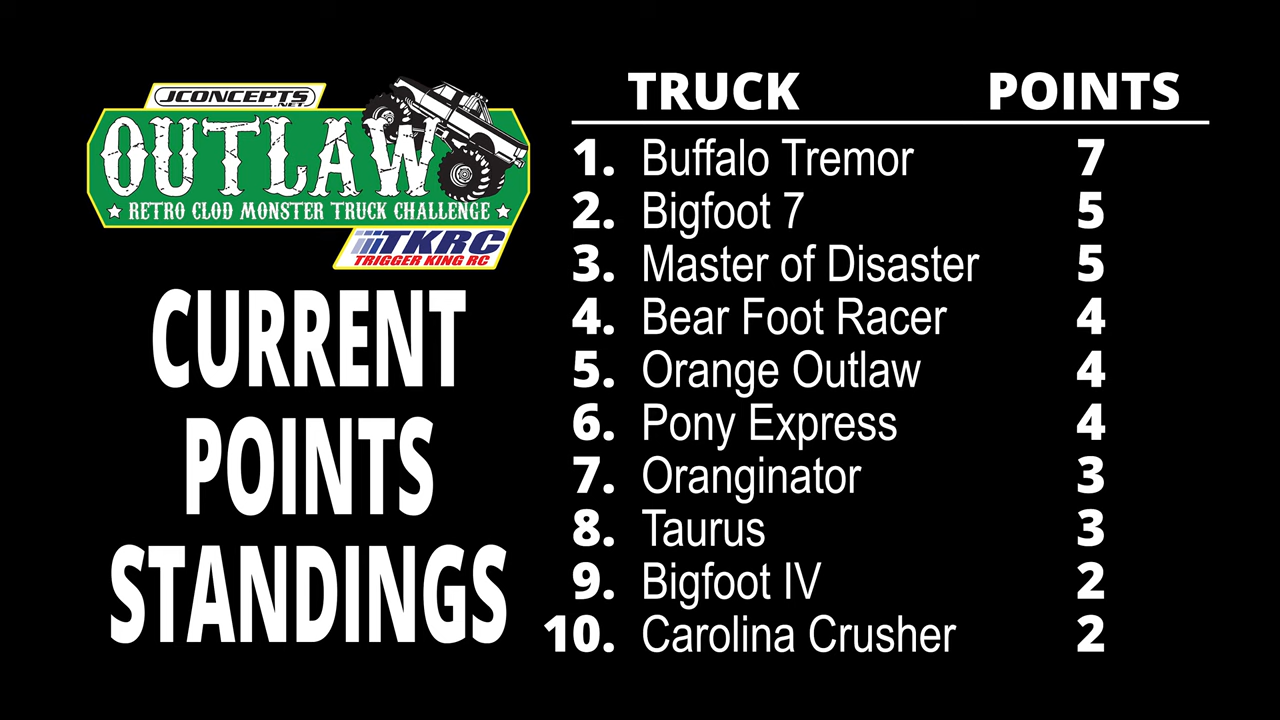 JCONCEPTS
.NET
OUTLAW
RETRO CLOD MONSTER TRUCK CHALLENGE
TKRC
TRIGGER KING RC
CURRENT
POINTS
STANDINGS
TRUCK POINTS
1. Buffalo Tremor 7
2. Bigfoot 7 5
3. Master of Disaster 5
4. Bear Foot Racer 4
5. Orange Outlaw 4
6. Pony Express 4
7. Oranginator 3
8. Taurus 3
9. Bigfoot IV 2
10. Carolina Crusher 2